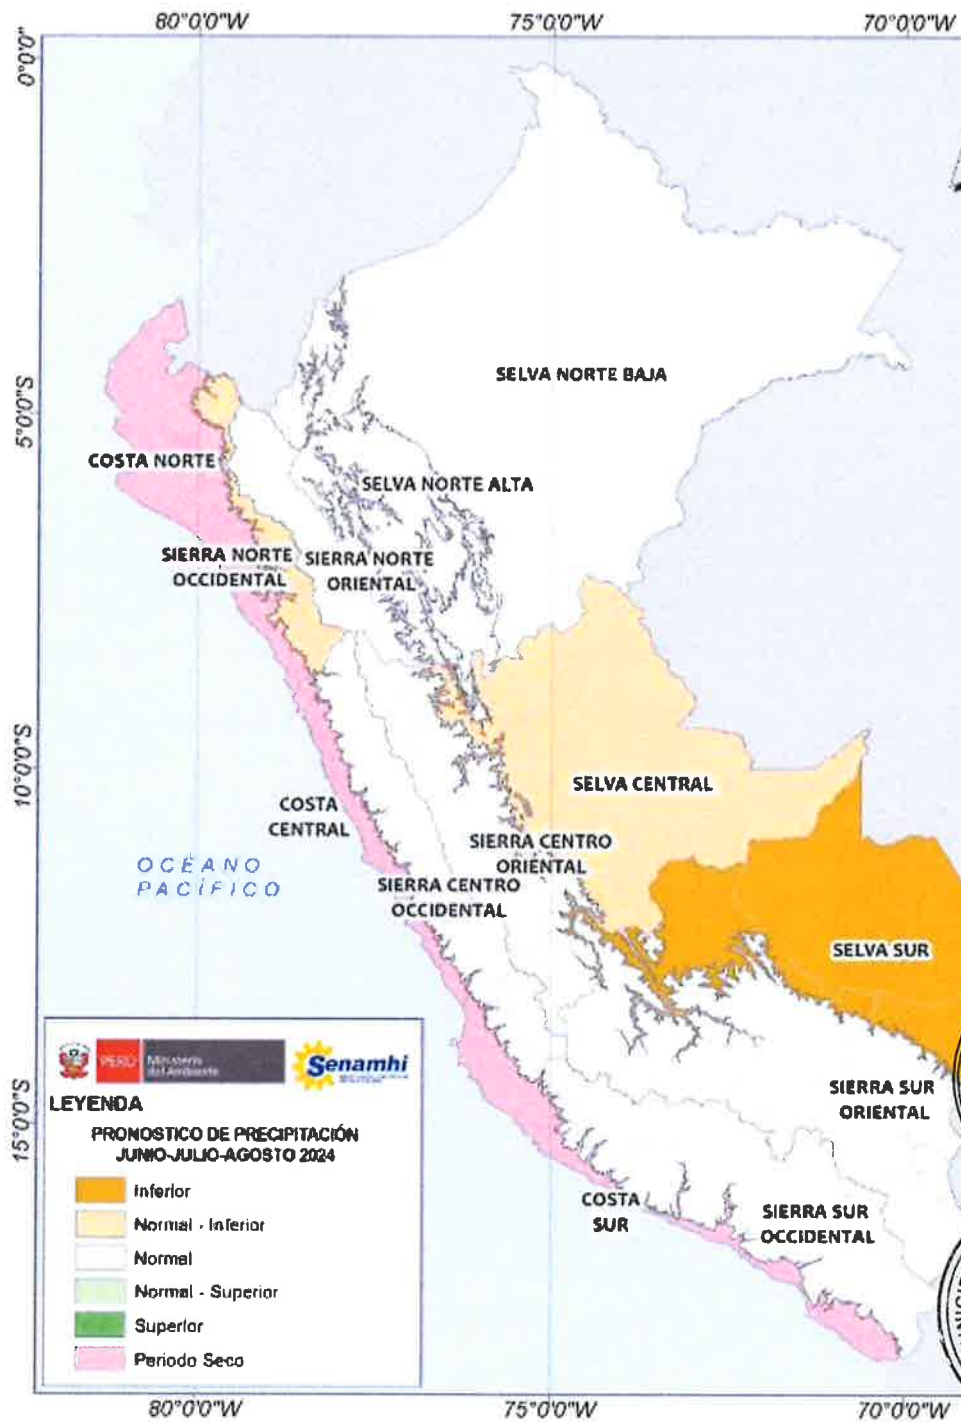 80°0'0"W 75°0'0"W 70°0'0"W
0°0'0"
5°0'0"S
10°0'0"S
15°0'0"S
SELVA NORTE BAJA
COSTA NORTE
SELVA NORTE ALTA
SIERRA NORTE
OCCIDENTAL
SIERRA NORTE
ORIENTAL
SELVA CENTRAL
COSTA
CENTRAL
SIERRA CENTRO
ORIENTAL
OCÉANO
PACÍFICO
SIERRA CENTRO
OCCIDENTAL
SELVA SUR
SIERRA SUR
ORIENTAL
COSTA
SUR
SIERRA SUR
OCCIDENTAL
PERÚ
Ministerio
del Ambiente
Senamhi
LEYENDA
PRONOSTICO DE PRECIPITACIÓN
JUNIO-JULIO-AGOSTO 2024
Inferior
Normal - Inferior
Normal
Normal - Superior
Superior
Periodo Seco
80°0'0"W 75°0'0"W 70°0'0"W